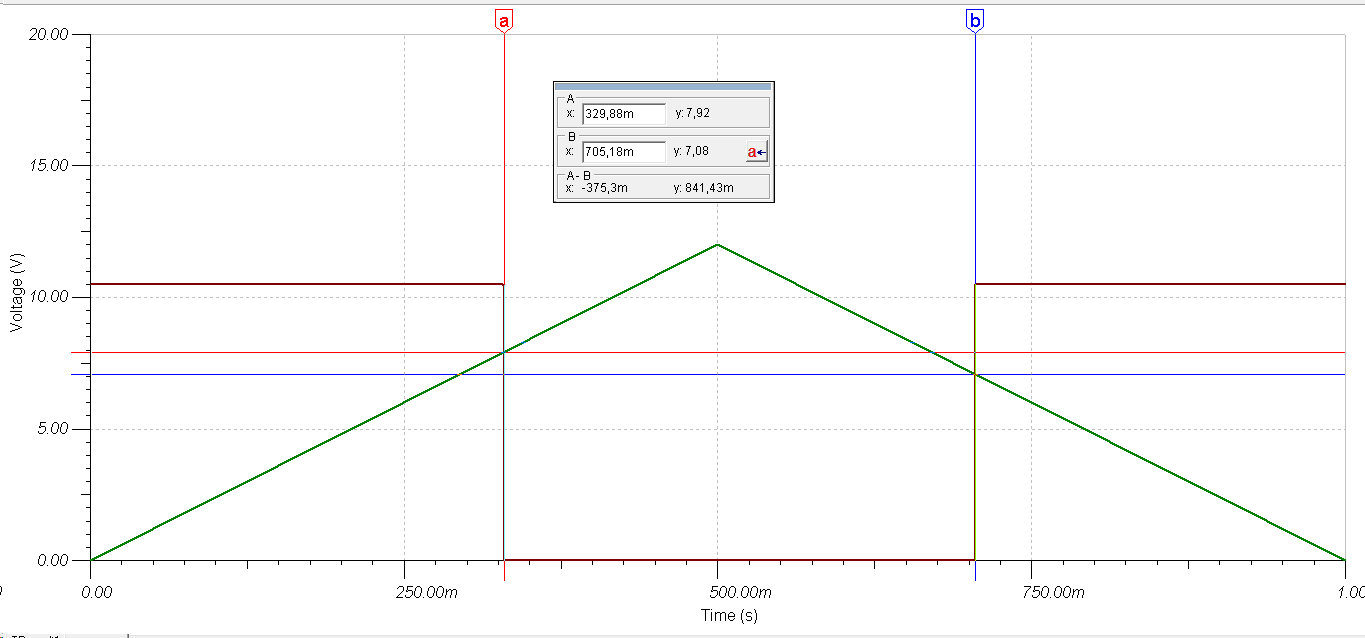 a
b
20.00
A
x: 329,88m y: 7,92
B
x: 705,18m y: 7,08 a←
A- B
x: -375,3m y: 841,43m
15.00
10.00
Voltage (V)
5.00
0.00
0.00 250.00m 500.00m 750.00m 1.00
Time (s)